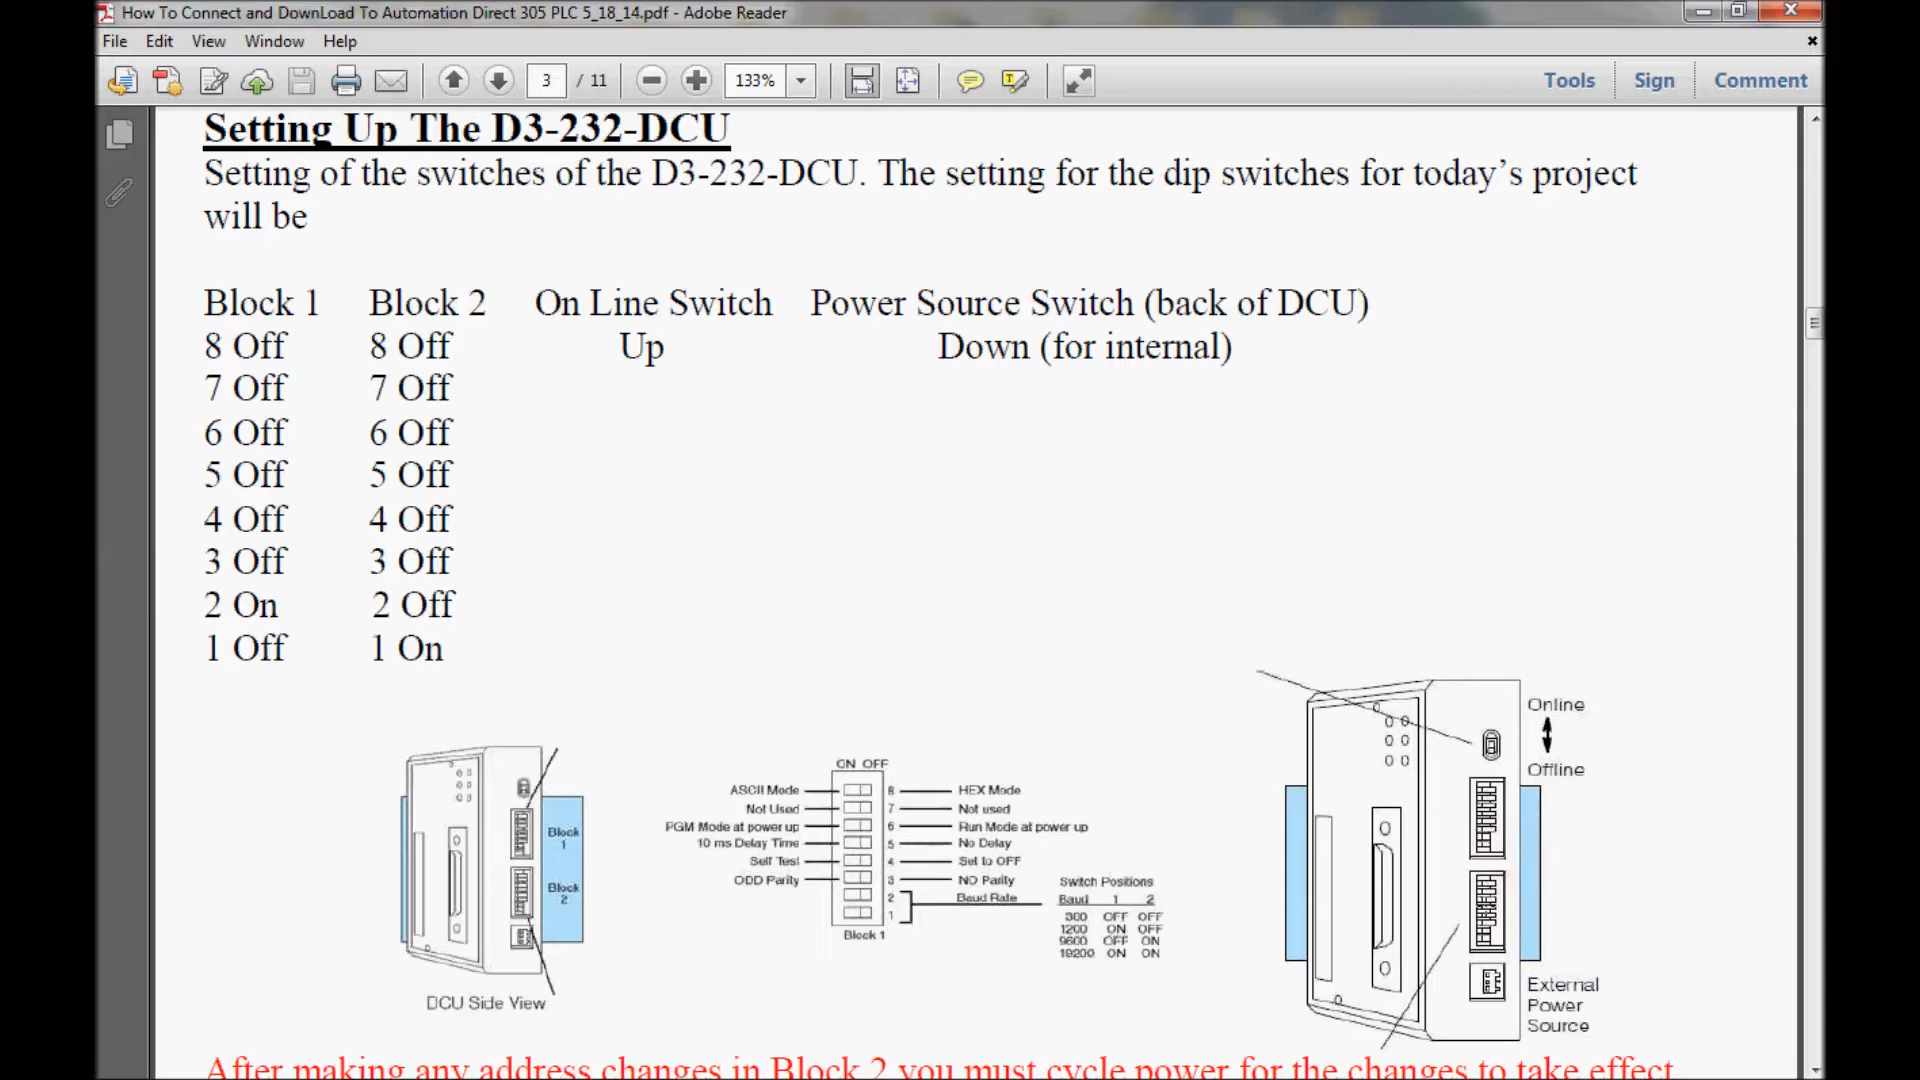 How To Connect and DownLoad To Automation Direct 305 PLC 5_18_14.pdf - Adobe Reader
File Edit View Window Help
3 / 11 133% Tools Sign Comment
Setting Up The D3-232-DCU
Setting of the switches of the D3-232-DCU. The setting for the dip switches for today’s project
will be
Block 1 Block 2 On Line Switch Power Source Switch (back of DCU)
8 Off 8 Off Up Down (for internal)
7 Off 7 Off
6 Off 6 Off
5 Off 5 Off
4 Off 4 Off
3 Off 3 Off
2 On 2 Off
1 Off 1 On
Block
1
Block
2
DCU Side View
ON OFF
ASCII Mode 8 HEX Mode
Not Used 7 Not used
PGM Mode at power up 6 Run Mode at power up
10 ms Delay Time 5 No Delay
Self Test 4 Set to OFF
ODD Parity 3 NO Parity
2 Baud Rate
1
Block 1
Switch Positions
Baud 1 2
300 OFF OFF
1200 ON OFF
9600 OFF ON
19200 ON ON
Online
Offline
External
Power
Source
After making any address changes in Block 2 you must cycle power for the changes to take effect